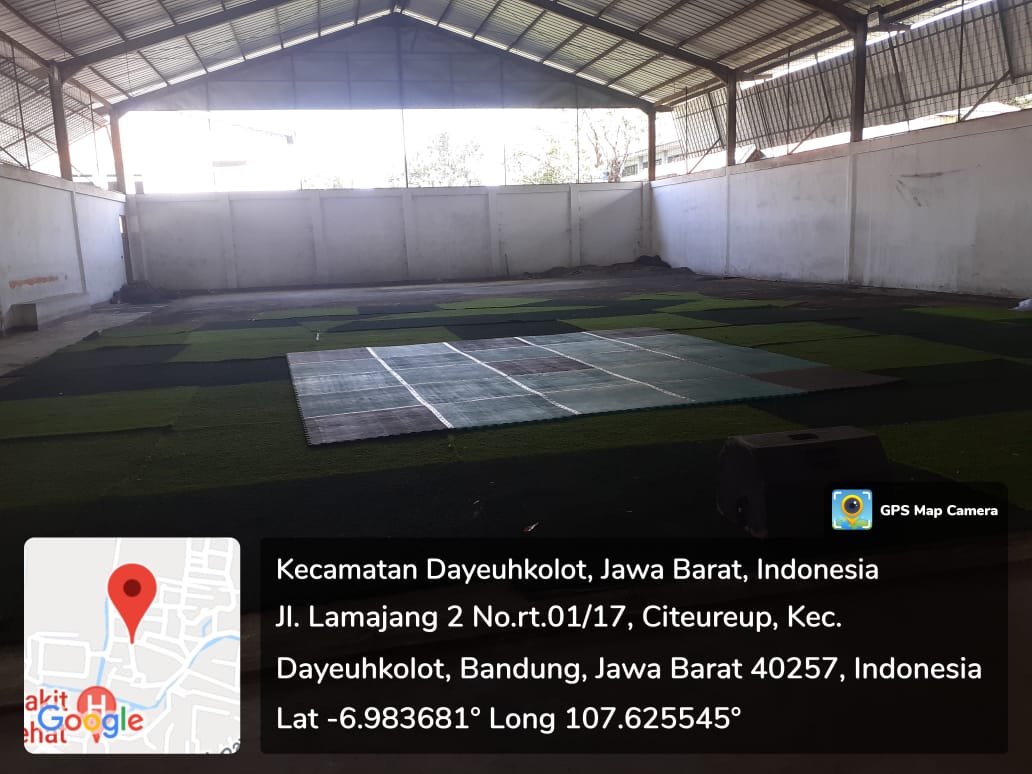 GPS Map Camera
Kecamatan Dayeuhkolot, Jawa Barat, Indonesia
Jl. Lamajang 2 No.rt.01/17, Citeureup, Kec.
Dayeuhkolot, Bandung, Jawa Barat 40257, Indonesia
Lat -6.983681° Long 107.625545°
akit
H
Google
ehat